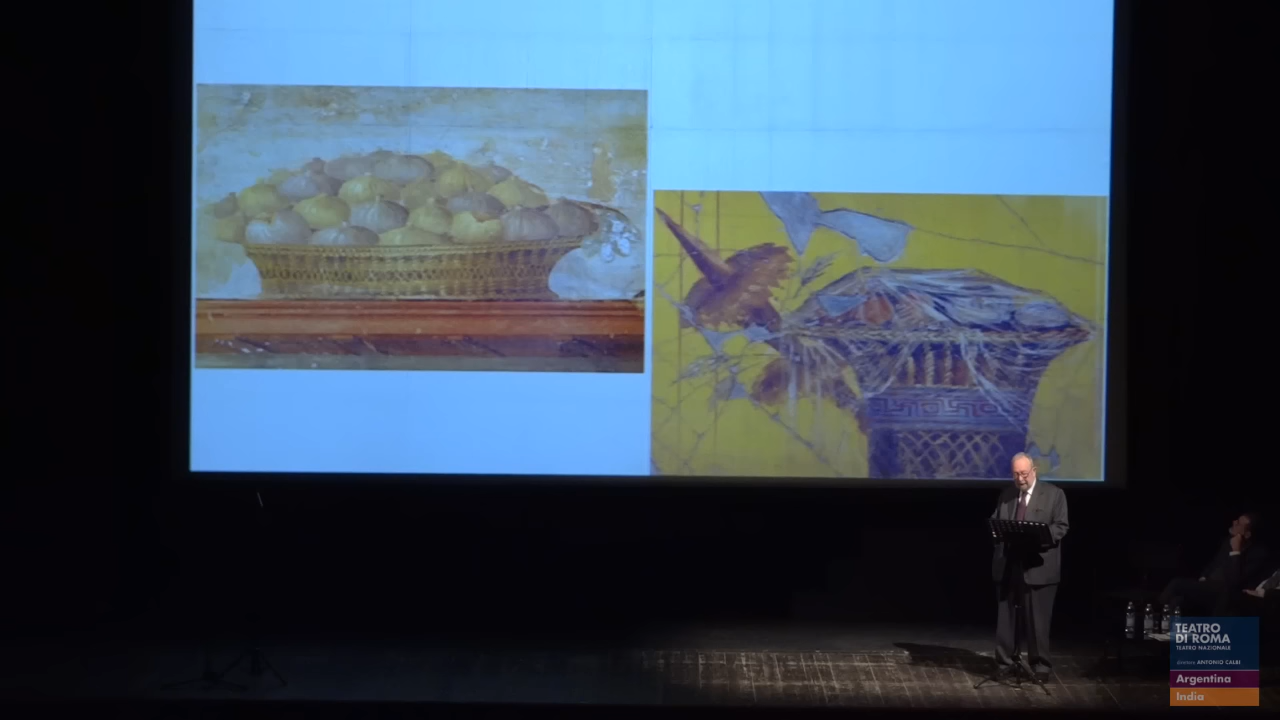 TEATRO
DI ROMA
TEATRO NAZIONALE
direttore ANTONIO CALBI
Argentina
India